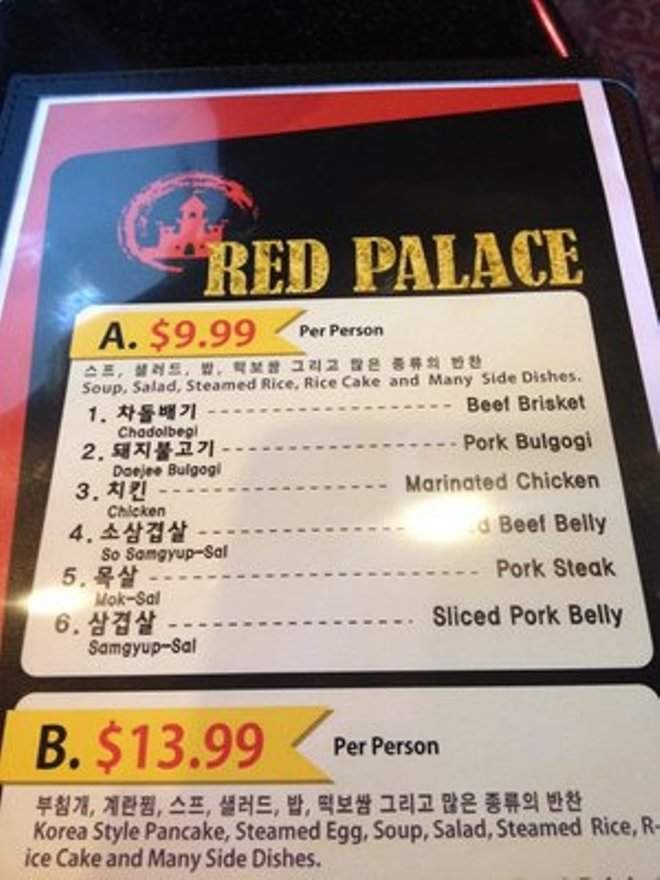 RED PALACE
A. $9.99 Per Person
스프, 샐러드, 밥, 떡보쌈 그리고 많은 종류의 반찬
Soup, Salad, Steamed Rice, Rice Cake and Many Side Dishes.
1. 차돌배기 Beef Brisket
Chadolbegi
2. 돼지불고기 Pork Bulgogi
Daejee Bulgogi
3. 치킨 Marinated Chicken
Chicken
4. 소삼겹살 Beef Belly
So Samgyup-Sal
5. 목살 Pork Steak
Mok-Sal
6. 삼겹살 Sliced Pork Belly
Samgyup-Sal
B. $13.99 Per Person
부침개, 계란찜, 스프, 샐러드, 밥, 떡보쌈 그리고 많은 종류의 반찬
Korea Style Pancake, Steamed Egg, Soup, Salad, Steamed Rice, R-
ice Cake and Many Side Dishes.